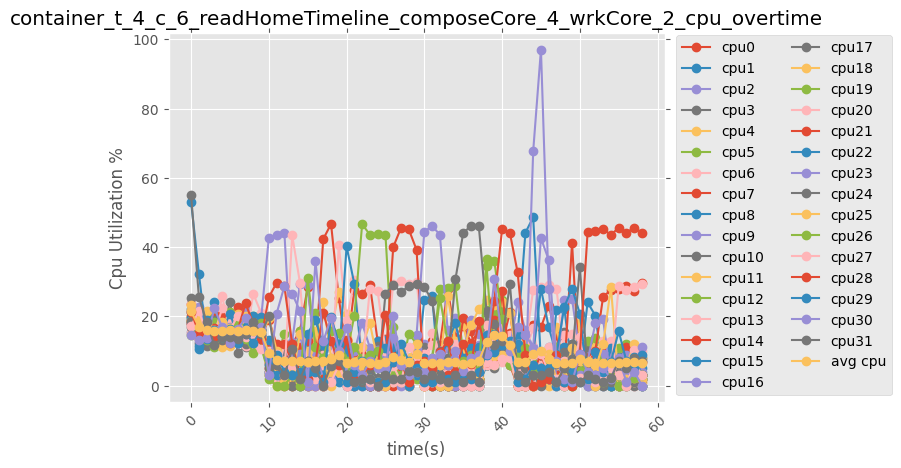 container_t_4_c_6_readHomeTimeline_composeCore_4_wrkCore_2_cpu_overtime
100
80
60
40
20
0
Cpu Utilization %
0 10 20 30 40 50 60
time(s)
cpu0
cpu1
cpu2
cpu3
cpu4
cpu5
cpu6
cpu7
cpu8
cpu9
cpu10
cpu11
cpu12
cpu13
cpu14
cpu15
cpu16
cpu17
cpu18
cpu19
cpu20
cpu21
cpu22
cpu23
cpu24
cpu25
cpu26
cpu27
cpu28
cpu29
cpu30
cpu31
avg cpu